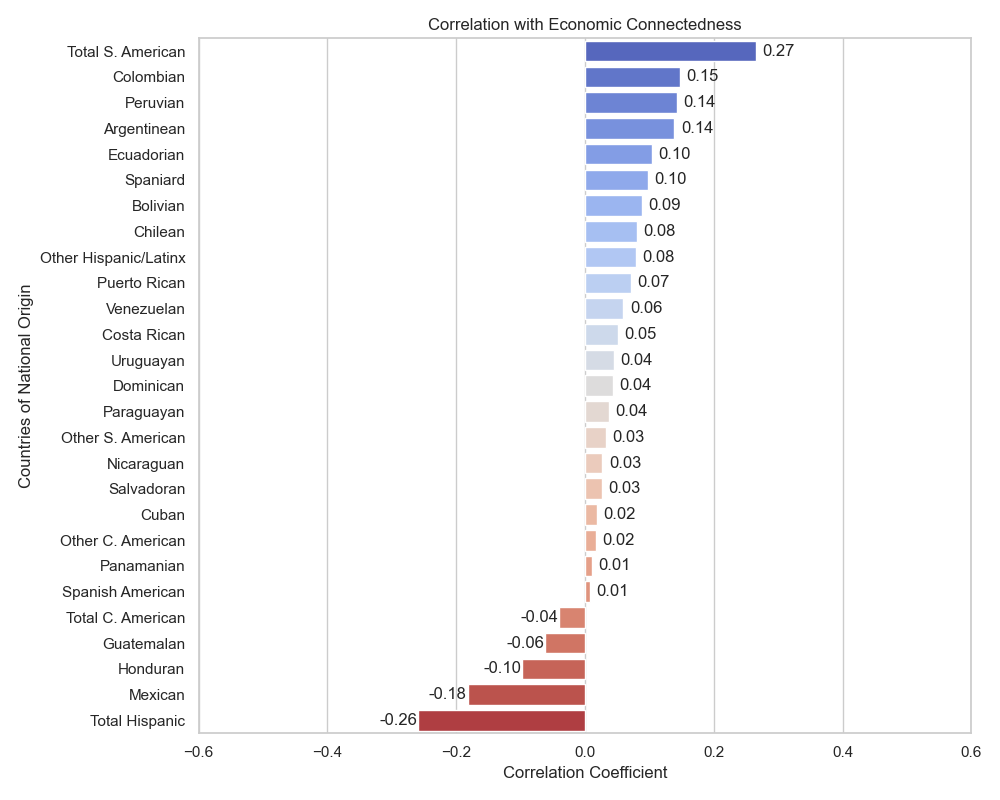 Correlation with Economic Connectedness
Total S. American 0.27
Colombian 0.15
Peruvian 0.14
Argentinean 0.14
Ecuadorian 0.10
Spaniard 0.10
Bolivian 0.09
Chilean 0.08
Other Hispanic/Latinx 0.08
Puerto Rican 0.07
Venezuelan 0.06
Costa Rican 0.05
Uruguayan 0.04
Dominican 0.04
Paraguayan 0.04
Other S. American 0.03
Nicaraguan 0.03
Salvadoran 0.03
Cuban 0.02
Other C. American 0.02
Panamanian 0.01
Spanish American 0.01
Total C. American -0.04
Guatemalan -0.06
Honduran -0.10
Mexican -0.18
Total Hispanic -0.26
Countries of National Origin
−0.6 −0.4 −0.2 0.0 0.2 0.4 0.6
Correlation Coefficient